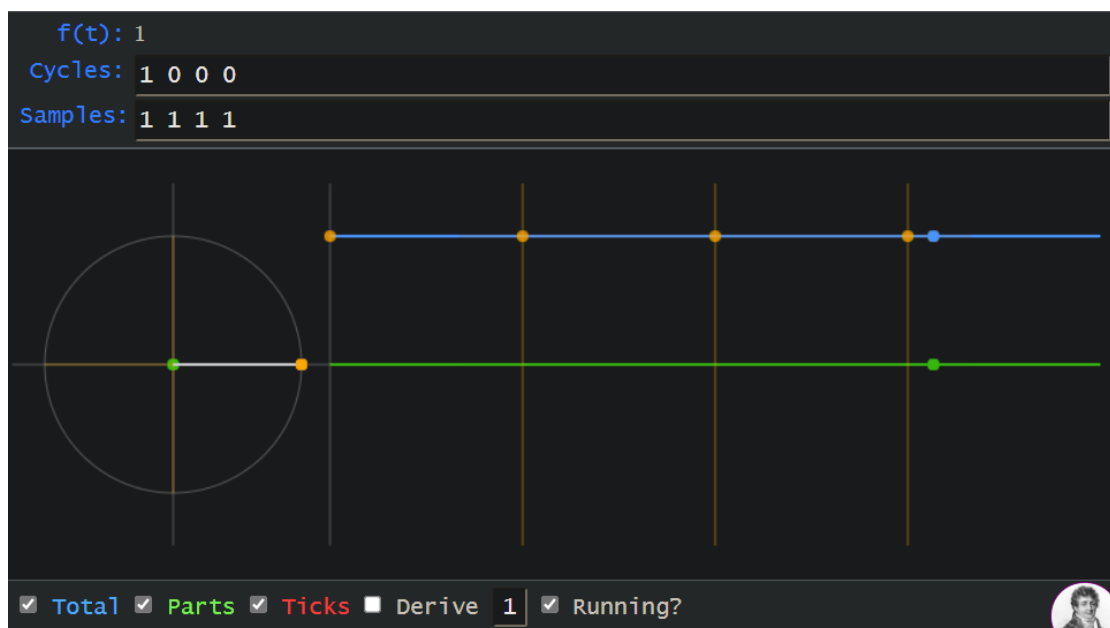 f(t): 1
Cycles: 1 0 0 0
Samples: 1 1 1 1
Total Parts Ticks Derive 1 Running?